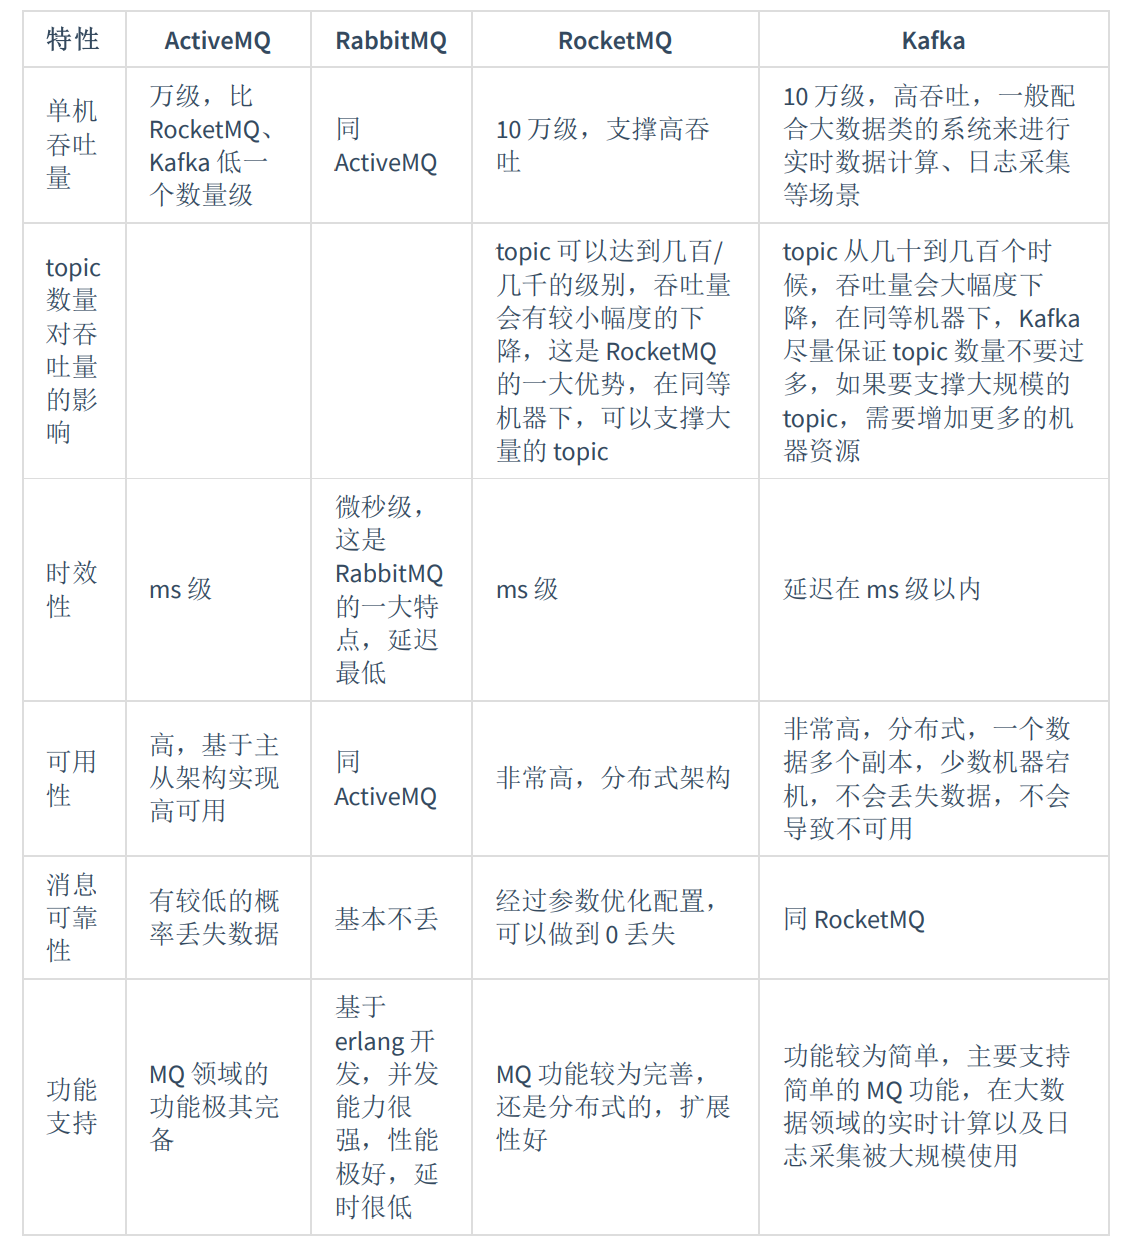 特性
ActiveMQ
RabbitMQ
RocketMQ
Kafka
单机
吞吐
量
万级，比
RocketMQ、
Kafka 低一
个数量级
同
ActiveMQ
10 万级，支撑高吞
吐
10 万级，高吞吐，一般配
合大数据类的系统来进行
实时数据计算、日志采集
等场景
topic
数量
对吞
吐量
的影
响
topic 可以达到几百/
几千的级别，吞吐量
会有较小幅度的下
降，这是 RocketMQ
的一大优势，在同等
机器下，可以支撑大
量的 topic
topic 从几十到几百个时
候，吞吐量会大幅度下
降，在同等机器下，Kafka
尽量保证 topic 数量不要过
多，如果要支撑大规模的
topic，需要增加更多的机
器资源
时效
性
ms 级
微秒级，
这是
RabbitMQ
的一大特
点，延迟
最低
ms 级
延迟在 ms 级以内
可用
性
高，基于主
从架构实现
高可用
同
ActiveMQ
非常高，分布式架构
非常高，分布式，一个数
据多个副本，少数机器宕
机，不会丢失数据，不会
导致不可用
消息
可靠
性
有较低的概
率丢失数据
基本不丢
经过参数优化配置，
可以做到 0 丢失
同 RocketMQ
功能
支持
MQ 领域的
功能极其完
备
基于
erlang 开
发，并发
能力很
强，性能
极好，延
时很低
MQ 功能较为完善，
还是分布式的，扩展
性好
功能较为简单，主要支持
简单的 MQ 功能，在大数
据领域的实时计算以及日
志采集被大规模使用